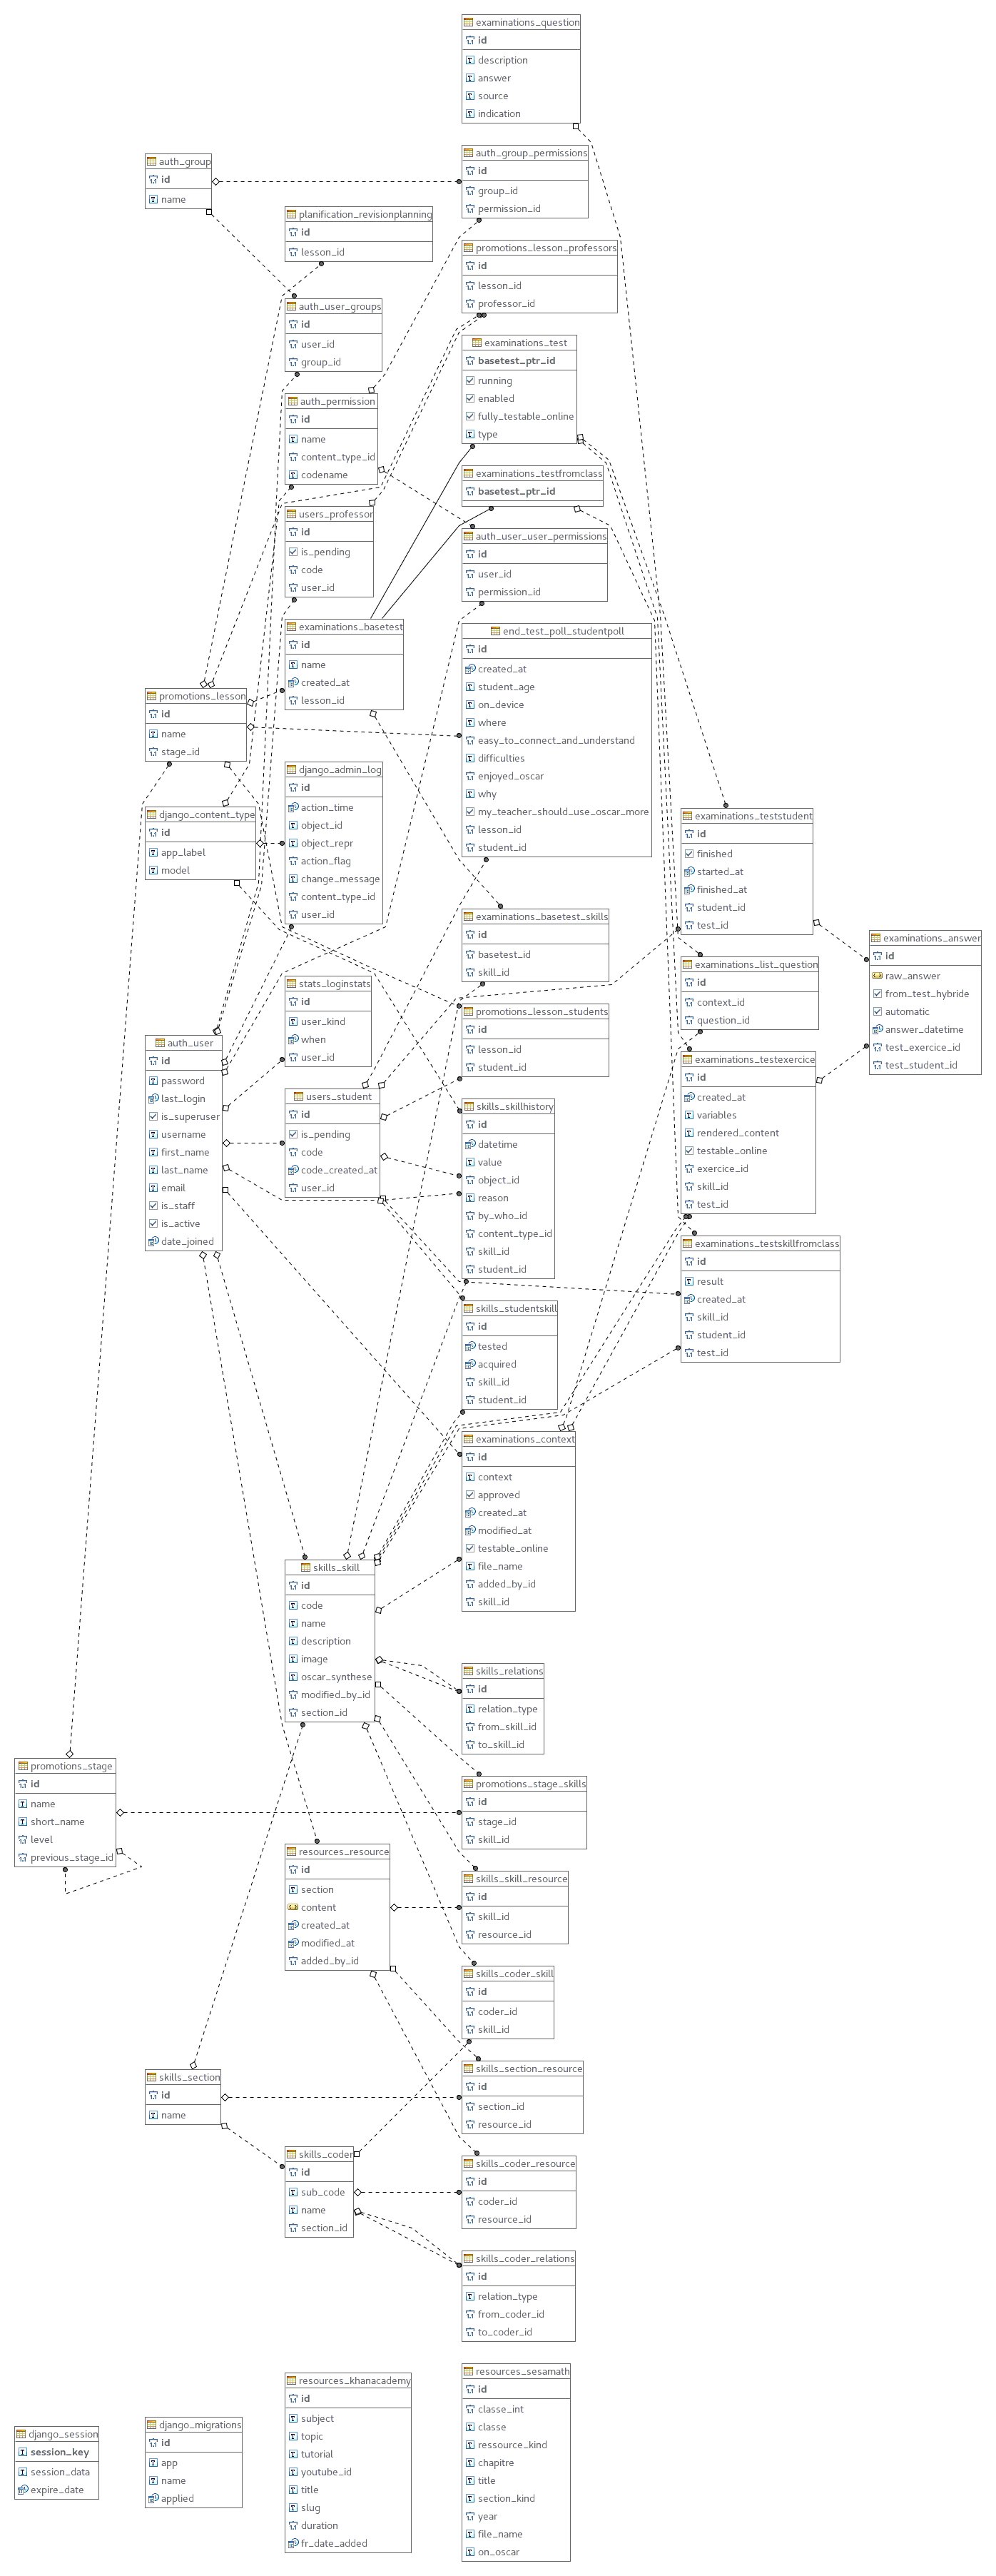 examinations_question
id
description
answer
source
indication
auth_group
id
name
auth_group_permissions
id
group_id
permission_id
planification_revisionplanning
id
lesson_id
promotions_lesson_professors
id
lesson_id
professor_id
auth_user_groups
id
user_id
group_id
examinations_test
basetest_ptr_id
running
enabled
fully_testable_online
type
auth_permission
id
name
content_type_id
codename
examinations_testfromclass
basetest_ptr_id
users_professor
id
is_pending
code
user_id
auth_user_user_permissions
id
user_id
permission_id
examinations_basetest
id
name
created_at
lesson_id
end_test_poll_studentpoll
id
created_at
student_age
on_device
where
easy_to_connect_and_understand
difficulties
enjoyed_oscar
why
my_teacher_should_use_oscar_more
lesson_id
student_id
promotions_lesson
id
name
stage_id
django_admin_log
id
action_time
object_id
object_repr
action_flag
change_message
content_type_id
user_id
django_content_type
id
app_label
model
examinations_teststudent
id
finished
started_at
finished_at
student_id
test_id
examinations_basetest_skills
id
basetest_id
skill_id
examinations_answer
id
raw_answer
from_test_hybride
automatic
answer_datetime
test_exercice_id
test_student_id
examinations_list_question
id
context_id
question_id
stats_loginstats
id
user_kind
when
user_id
promotions_lesson_students
id
lesson_id
student_id
auth_user
id
password
last_login
is_superuser
username
first_name
last_name
email
is_staff
is_active
date_joined
examinations_testexercice
id
created_at
variables
rendered_content
testable_online
exercice_id
skill_id
test_id
users_student
id
is_pending
code
code_created_at
user_id
skills_skillhistory
id
datetime
value
object_id
reason
by_who_id
content_type_id
skill_id
student_id
examinations_testskillfromclass
id
result
created_at
skill_id
student_id
test_id
skills_studentskill
id
tested
acquired
skill_id
student_id
examinations_context
id
context
approved
created_at
modified_at
testable_online
file_name
added_by_id
skill_id
skills_skill
id
code
name
description
image
oscar_synthese
modified_by_id
section_id
skills_relations
id
relation_type
from_skill_id
to_skill_id
promotions_stage
id
name
short_name
level
previous_stage_id
promotions_stage_skills
id
stage_id
skill_id
resources_resource
id
section
content
created_at
modified_at
added_by_id
skills_skill_resource
id
skill_id
resource_id
skills_coder_skill
id
coder_id
skill_id
skills_section
id
name
skills_section_resource
id
section_id
resource_id
skills_coder
id
sub_code
name
section_id
skills_coder_resource
id
coder_id
resource_id
skills_coder_relations
id
relation_type
from_coder_id
to_coder_id
django_session
session_key
session_data
expire_date
django_migrations
id
app
name
applied
resources_khanacademy
id
subject
topic
tutorial
youtube_id
title
slug
duration
fr_date_added
resources_sesamath
id
classe_int
classe
ressource_kind
chapitre
title
section_kind
year
file_name
on_oscar